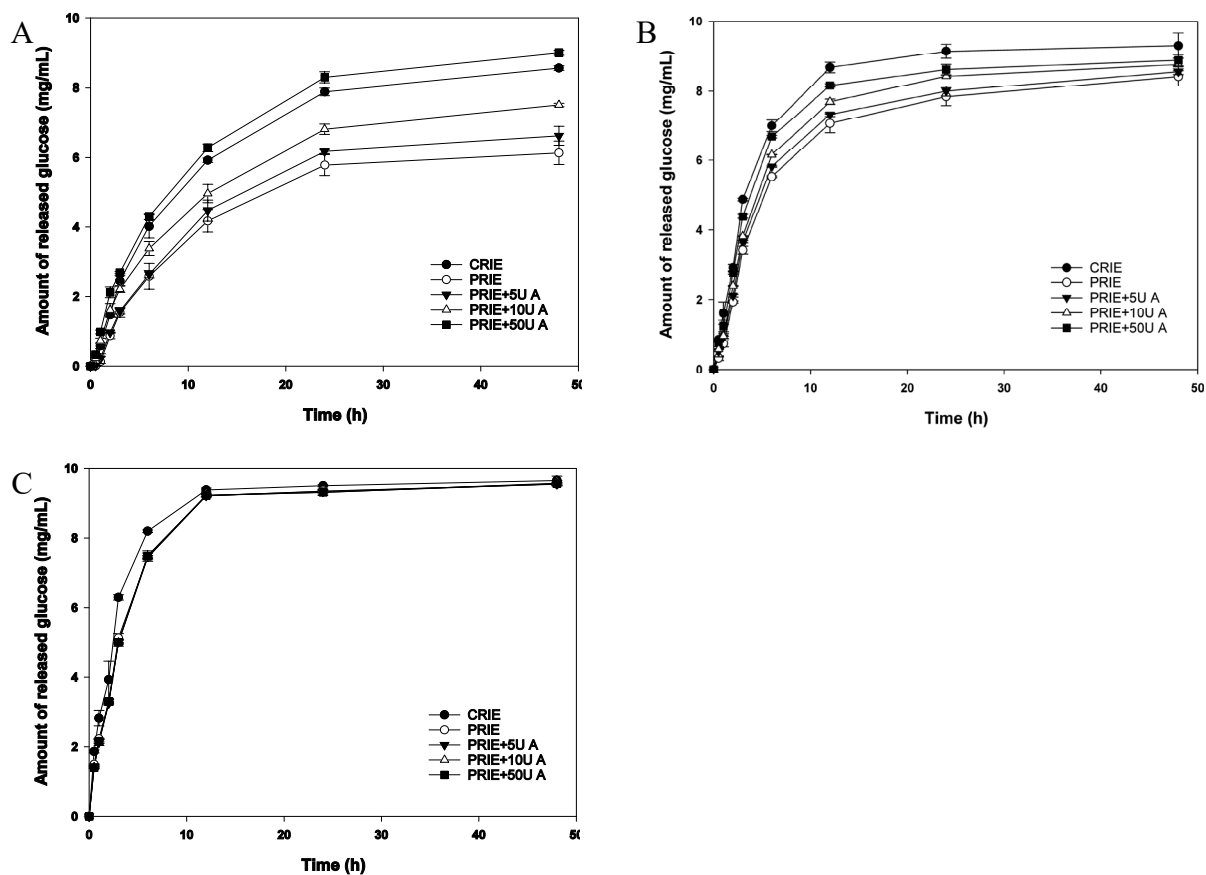 A
Amount of released glucose (mg/mL)
10
8
6
4
2
0
CRIE
PRIE
PRIE+5U A
PRIE+10U A
PRIE+50U A
0 10 20 30 40 50
Time (h)
B
Amount of released glucose (mg/mL)
10
8
6
4
2
0
CRIE
PRIE
PRIE+5U A
PRIE+10U A
PRIE+50U A
0 10 20 30 40 50
Time (h)
C
Amount of released glucose (mg/mL)
10
8
6
4
2
0
CRIE
PRIE
PRIE+5U A
PRIE+10U A
PRIE+50U A
0 10 20 30 40 50
Time (h)